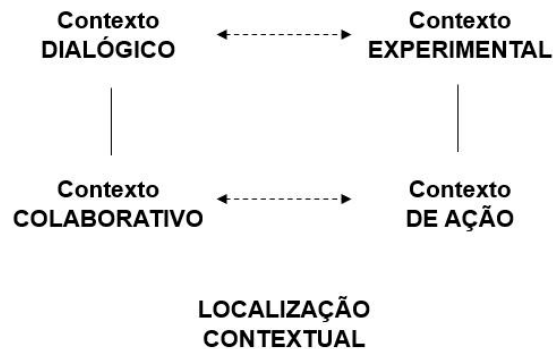 Contexto
DIALÓGICO
Contexto
EXPERIMENTAL
Contexto
COLABORATIVO
Contexto
DE AÇÃO
LOCALIZAÇÃO
CONTEXTUAL